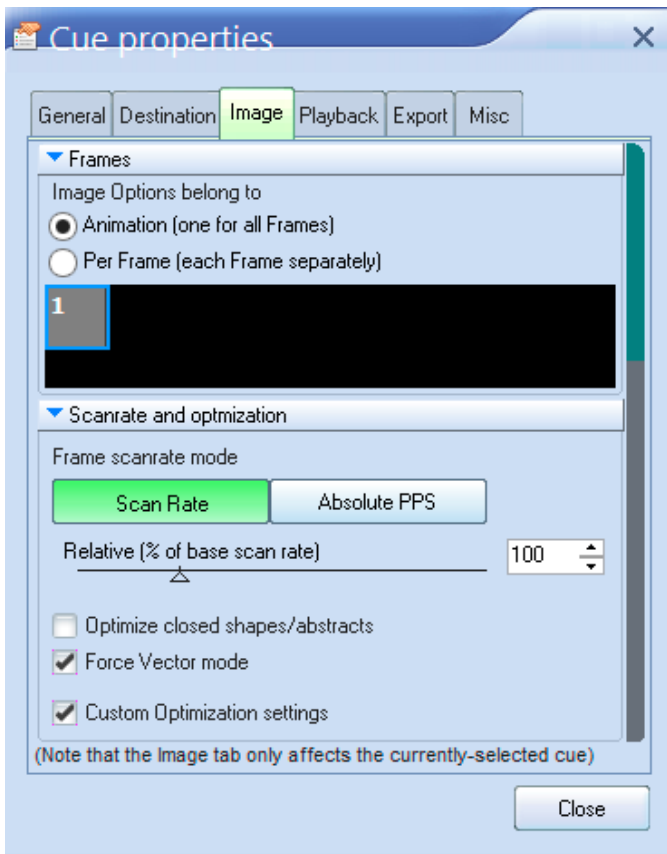 Cue properties
General Destination Image Playback Export Misc
Frames
Image Options belong to
Animation (one for all Frames)
Per Frame (each Frame separately)
1
Scanrate and optmization
Frame scanrate mode
Scan Rate Absolute PPS
Relative (% of base scan rate) 100
Optimize closed shapes/abstracts
Force Vector mode
Custom Optimization settings
(Note that the Image tab only affects the currently-selected cue)
Close